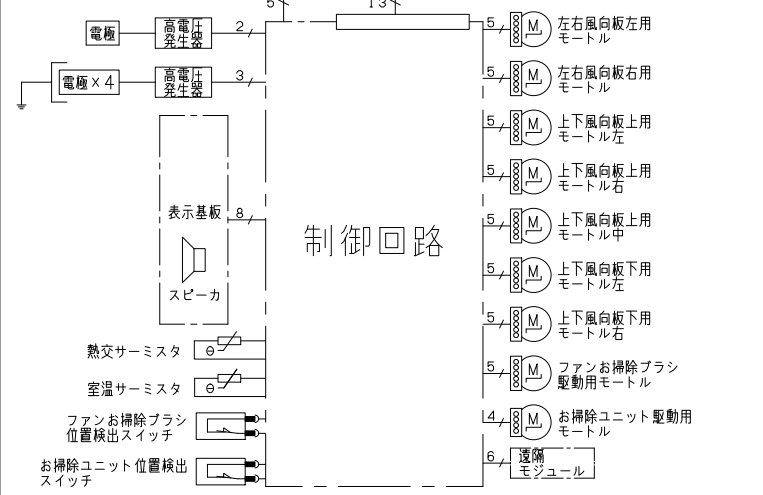 5
13
電極
高電圧
発生器
2
電極×4
高電圧
発生器
3
表示基板
8
スピーカ
制御回路
熱交サーミスタ
θ
室温サーミスタ
θ
ファンお掃除ブラシ
位置検出スイッチ
お掃除ユニット位置検出
スイッチ
5
M
左右風向板左用
モートル
5
M
左右風向板右用
モートル
5
M
上下風向板上用
モートル左
5
M
上下風向板上用
モートル右
5
M
上下風向板上用
モートル中
5
M
上下風向板下用
モートル左
5
M
上下風向板下用
モートル右
5
M
ファンお掃除ブラシ
駆動用モートル
4
M
お掃除ユニット駆動用
モートル
6
遠隔
モジュール